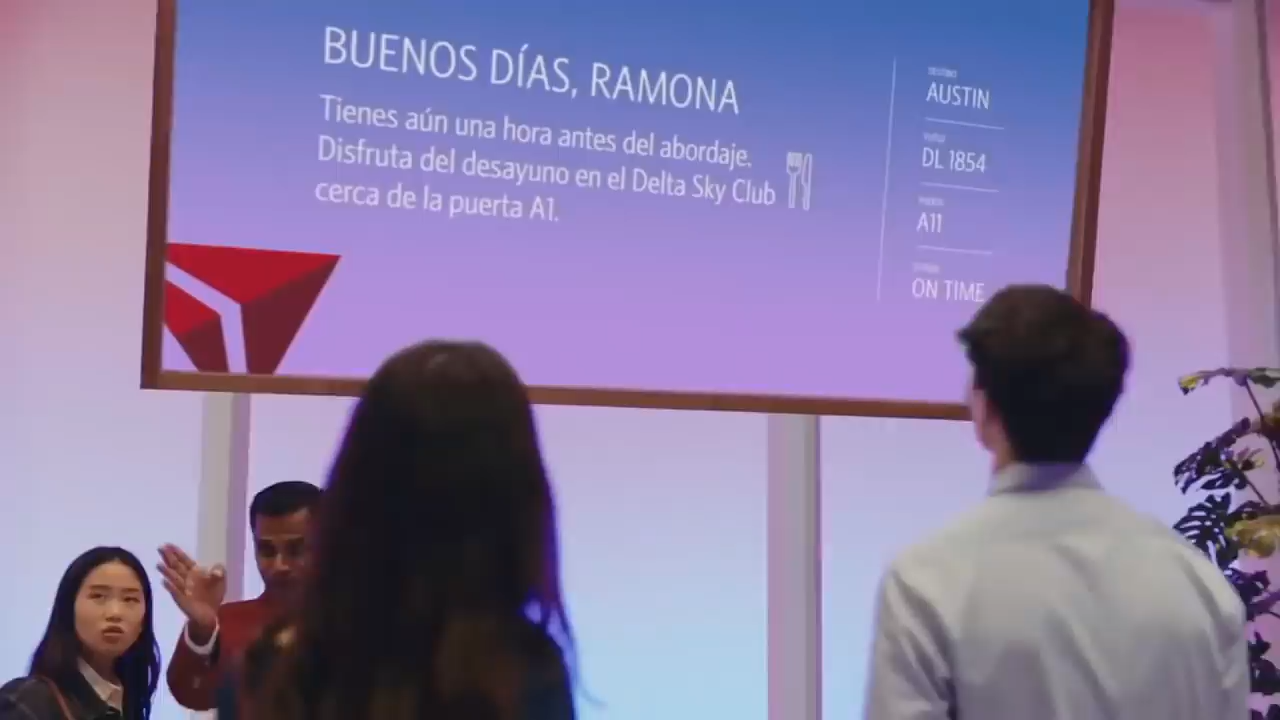 BUENOS DÍAS, RAMONA
Tienes aún una hora antes del abordaje.
Disfruta del desayuno en el Delta Sky Club
cerca de la puerta A1.
AUSTIN
DL 1854
A11
ON TIME